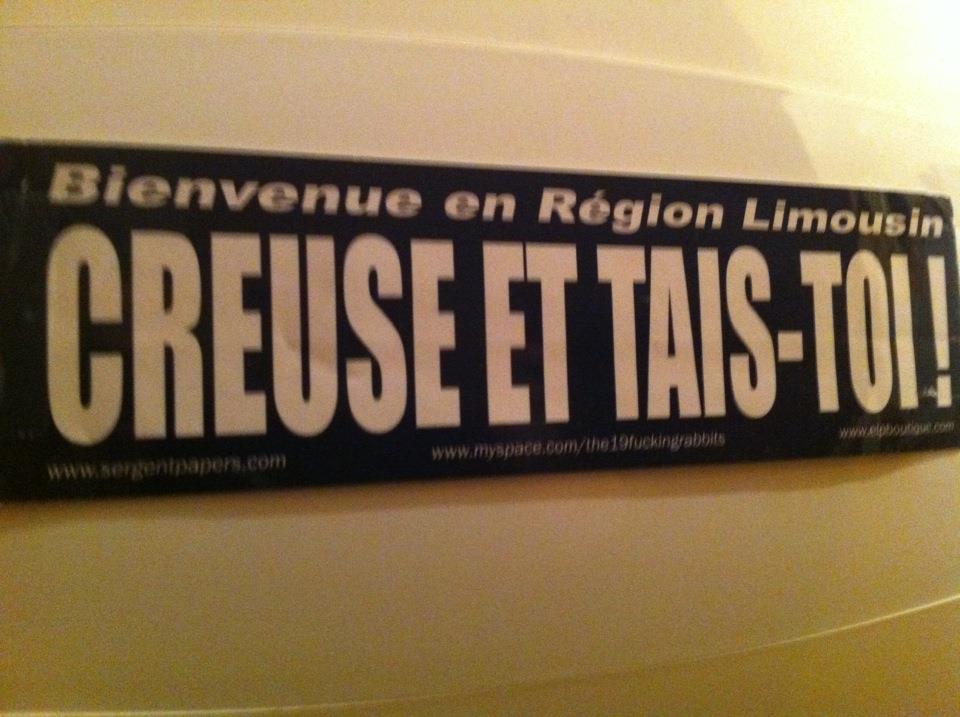 Bienvenue en Région Limousin
CREUSE ET TAIS-TOI !
www.sergentpapers.com www.myspace.com/the19fuckingrabbits www.elpboutique.com